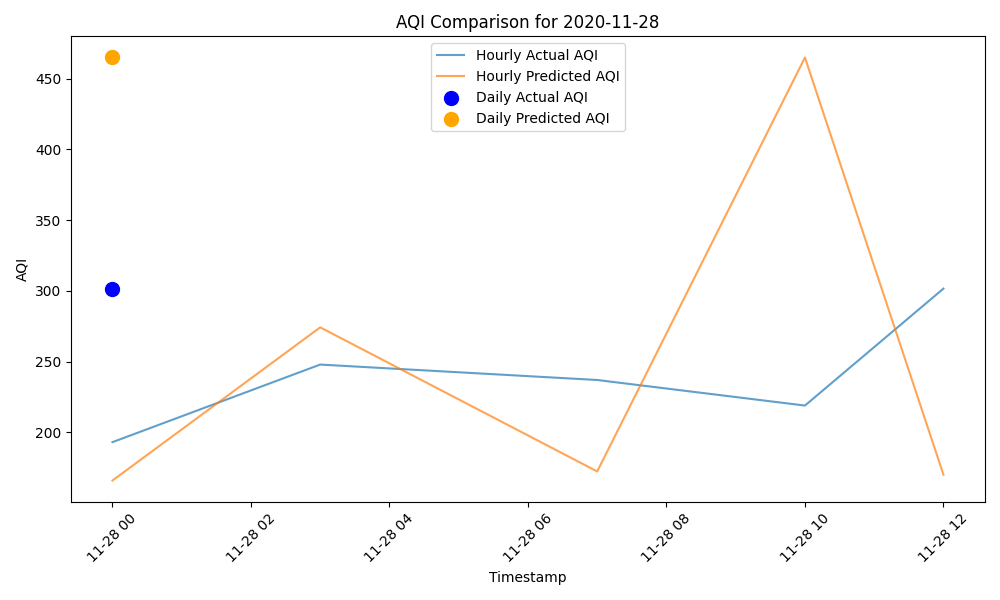 AQI Comparison for 2020-11-28
Hourly Actual AQI
Hourly Predicted AQI
Daily Actual AQI
Daily Predicted AQI
AQI
450
400
350
300
250
200
11-28 00
11-28 02
11-28 04
11-28 06
11-28 08
11-28 10
11-28 12
Timestamp